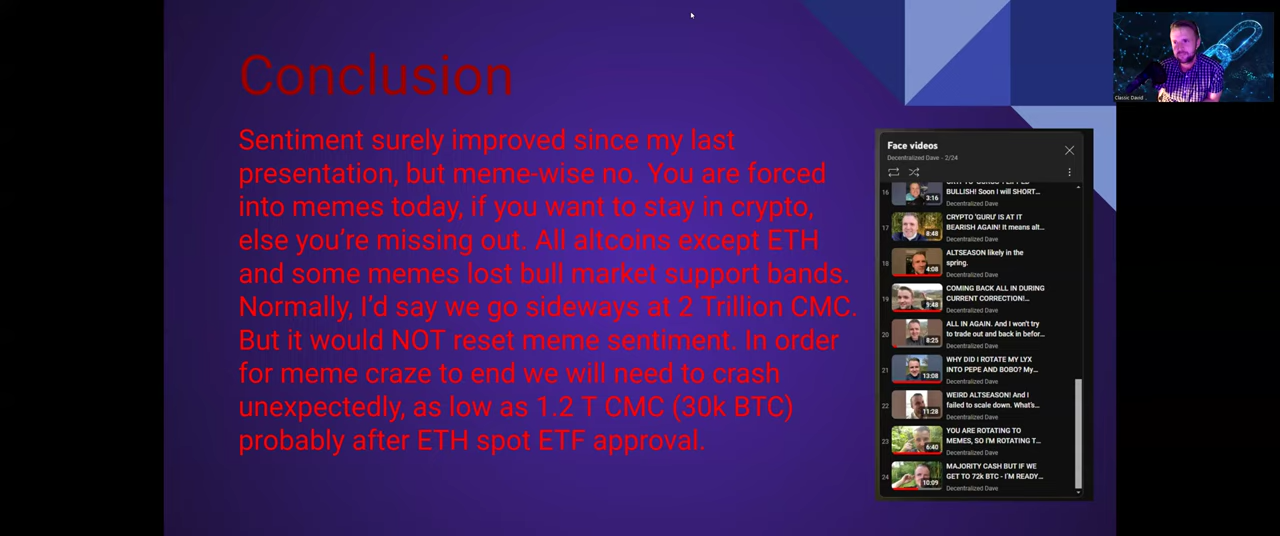 Conclusion
Sentiment surely improved since my last
presentation, but meme-wise no. You are forced
into memes today, if you want to stay in crypto,
else you're missing out. All altcoins except ETH
and some memes lost bull market support bands.
Normally, I'd say we go sideways at 2 Trillion CMC.
But it would NOT reset meme sentiment. In order
for meme craze to end we will need to crash
unexpectedly, as low as 1.2 T CMC (30k BTC)
probably after ETH spot ETF approval.
Classic David
Face videos
Decentralized Dave - 2/24
16
BULLISH! Soon I will SHORT...
3:16
Decentralized Dave
17
CRYPTO 'GURU' IS AT IT
BEARISH AGAIN! It means alt...
8:48
Decentralized Dave
18
ALTSEASON likely in the
spring.
4:08
Decentralized Dave
19
COMING BACK ALL IN DURING
CURRENT CORRECTION!...
9:48
Decentralized Dave
20
ALL IN AGAIN. And I won't try
to trade out and back in befor...
8:25
Decentralized Dave
21
WHY DID I ROTATE MY LYX
INTO PEPE AND BOBO? My...
13:08
Decentralized Dave
22
WEIRD ALTSEASON! And I
failed to scale down. What's...
11:28
Decentralized Dave
23
YOU ARE ROTATING TO
MEMES, SO I'M ROTATING T...
6:40
Decentralized Dave
24
MAJORITY CASH BUT IF WE
GET TO 72k BTC - I'M READY...
10:09
Decentralized Dave